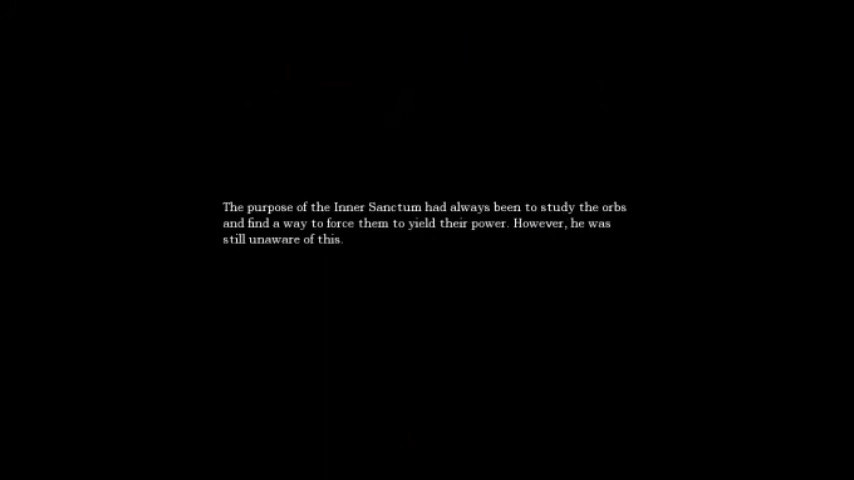 The purpose of the Inner Sanctum had always been to study the orbs
and find a way to force them to yield their power. However, he was
still unaware of this.